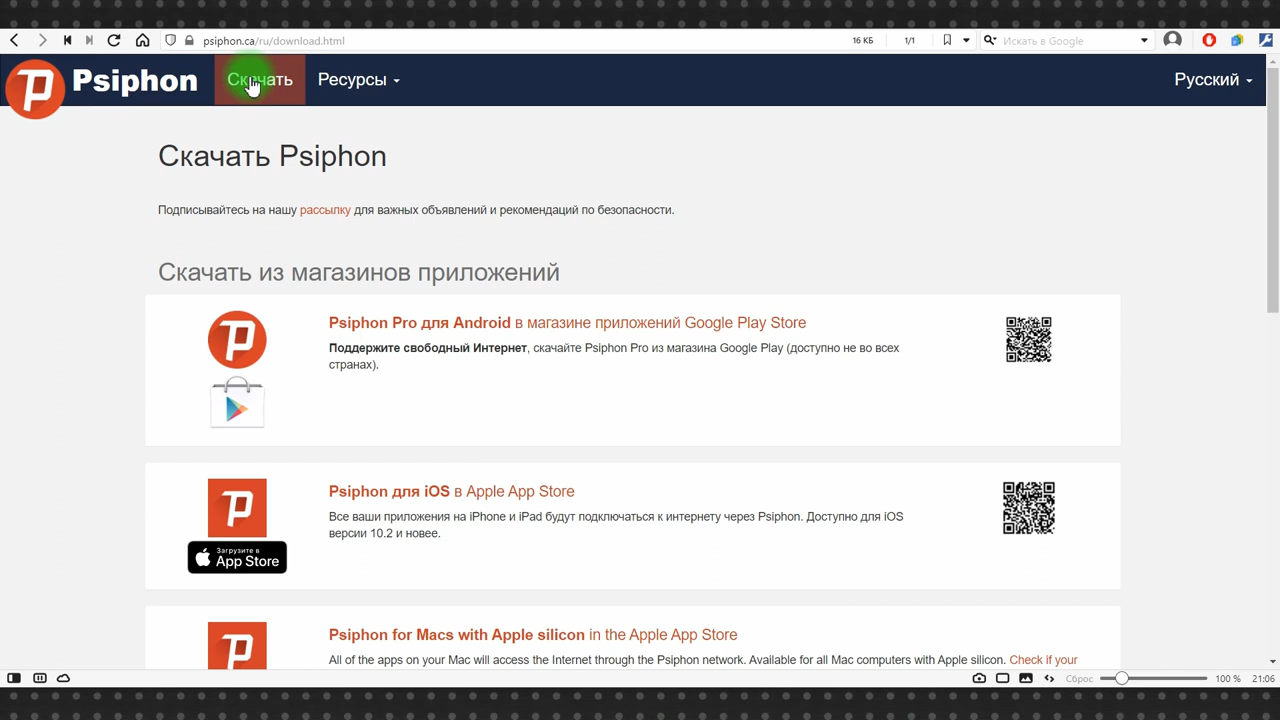 psiphon.ca/ru/download.html
16 КБ
1/1
Искать в Google
Psiphon
Скачать
Ресурсы
Русский
Скачать Psiphon
Подписывайтесь на нашу рассылку для важных объявлений и рекомендаций по безопасности.
Скачать из магазинов приложений
Psiphon Pro для Android в магазине приложений Google Play Store
Поддержите свободный Интернет, скачайте Psiphon Pro из магазина Google Play (доступно не во всех
странах).
Psiphon для iOS в Apple App Store
Все ваши приложения на iPhone и iPad будут подключаться к интернету через Psiphon. Доступно для iOS
версии 10.2 и новее.
Загрузите в
App Store
Psiphon for Macs with Apple silicon in the Apple App Store
All of the apps on your Mac will access the Internet through the Psiphon network. Available for all Mac computers with Apple silicon. Check if your
Сброс
100 %
21:06